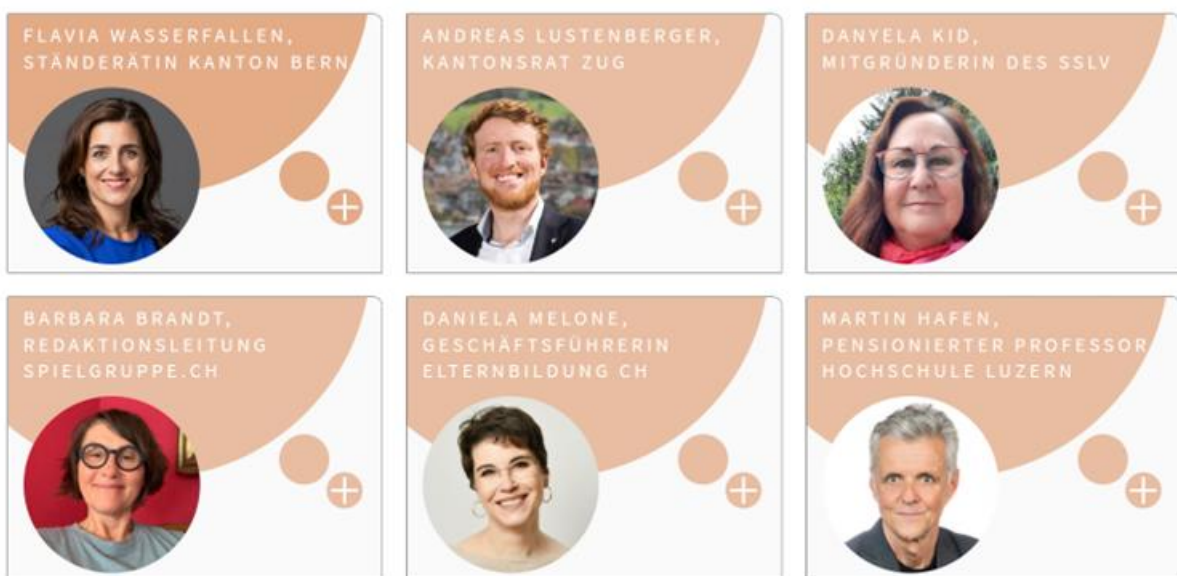 FLAVIA WASSERFALLEN,
STÄNDERÄTIN KANTON BERN
ANDREAS LUSTENBERGER,
KANTONSRAT ZUG
DANYELA KID,
MITGRÜNDERIN DES SSLV
BARBARA BRANDT,
REDAKTIONSLEITUNG
SPIELGRUPPE.CH
DANIELA MELONE,
GESCHÄFTSFÜHRERIN
ELTERNBILDUNG CH
MARTIN HAFEN,
PENSIONIERTER PROFESSOR
HOCHSCHULE LUZERN